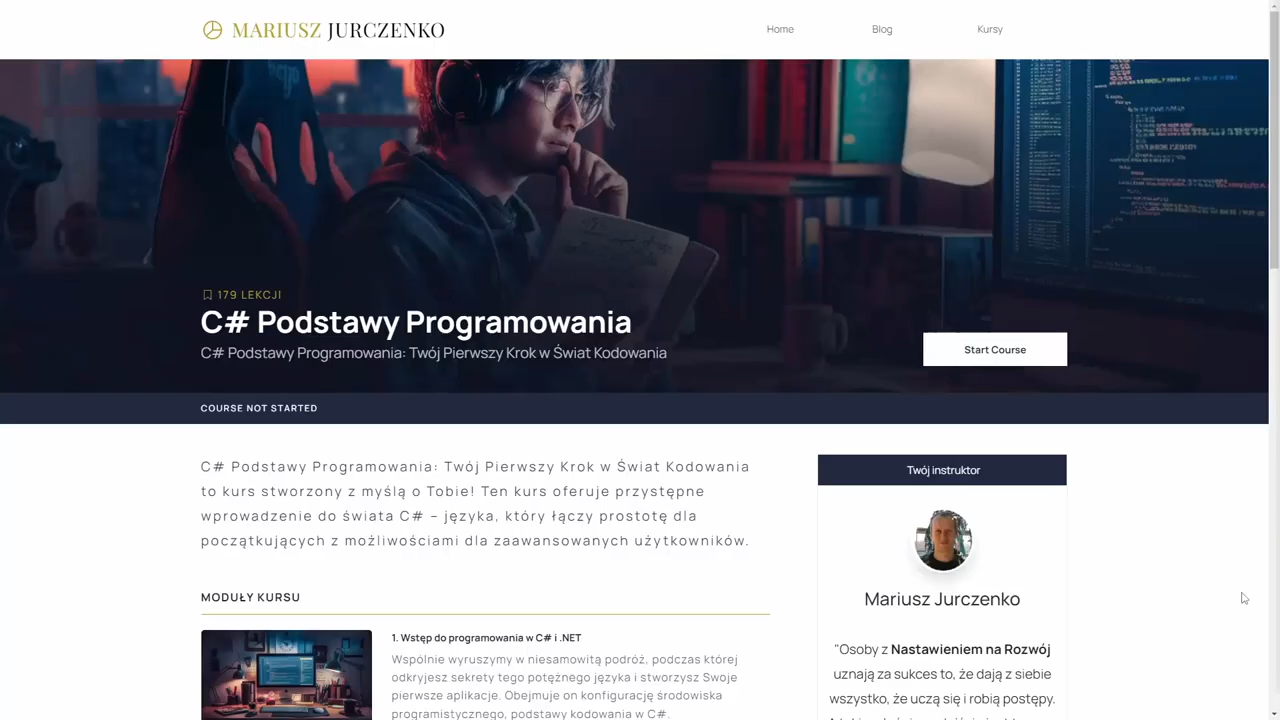 MARIUSZ JURCZENKO
Home
Blog
Kursy
179 LEKCJI
C# Podstawy Programowania
C# Podstawy Programowania: Twój Pierwszy Krok w Świat Kodowania
Start Course
COURSE NOT STARTED
C# Podstawy Programowania: Twój Pierwszy Krok w Świat Kodowania
to kurs stworzony z myślą o Tobie! Ten kurs oferuje przystępne
wprowadzenie do świata C# – języka, który łączy prostotę dla
początkujących z możliwościami dla zaawansowanych użytkowników.
MODUŁY KURSU
1. Wstęp do programowania w C# i .NET
Wspólnie wyruszymy w niesamowitą podróż, podczas której
odkryjesz sekrety tego potężnego języka i stworzysz Swoje
pierwsze aplikacje. Obejmuje on konfigurację środowiska
programistycznego, podstawy kodowania w C#.
Twój instruktor
Mariusz Jurczenko
"Osoby z Nastawieniem na Rozwój
uznają za sukces to, że dają z siebie
wszystko, że uczą się i robią postępy.